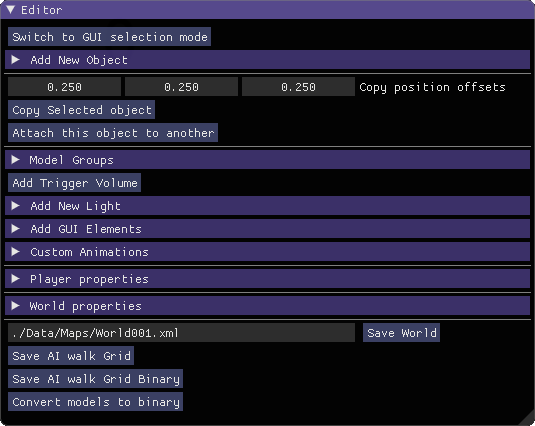 Editor
Switch to GUI selection mode
Add New Object
0.250 0.250 0.250 Copy position offsets
Copy Selected object
Attach this object to another
Model Groups
Add Trigger Volume
Add New Light
Add GUI Elements
Custom Animations
Player properties
World properties
./Data/Maps/World001.xml Save World
Save AI walk Grid
Save AI walk Grid Binary
Convert models to binary